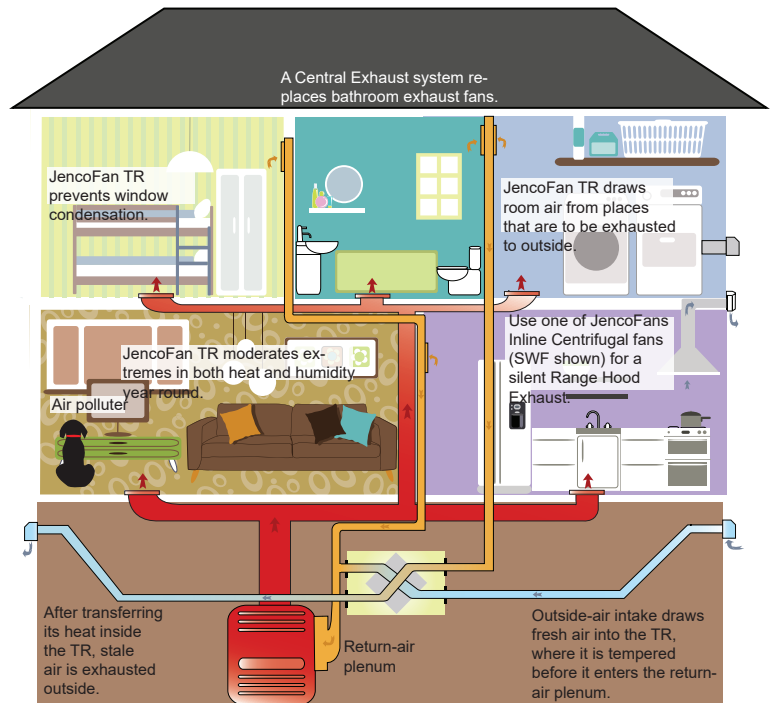 A Central Exhaust system re-
places bathroom exhaust fans.
JencoFan TR
prevents window
condensation.
JencoFan TR draws
room air from places
that are to be exhausted
to outside.
JencoFan TR moderates ex-
tremes in both heat and humidity
year round.
Air polluter
Use one of JencoFans
Inline Centrifugal fans
(SWF shown) for a
silent Range Hood
Exhaust.
After transferring
its heat inside
the TR, stale
air is exhausted
outside.
Return-air
plenum
Outside-air intake draws
fresh air into the TR,
where it is tempered
before it enters the return-
air plenum.